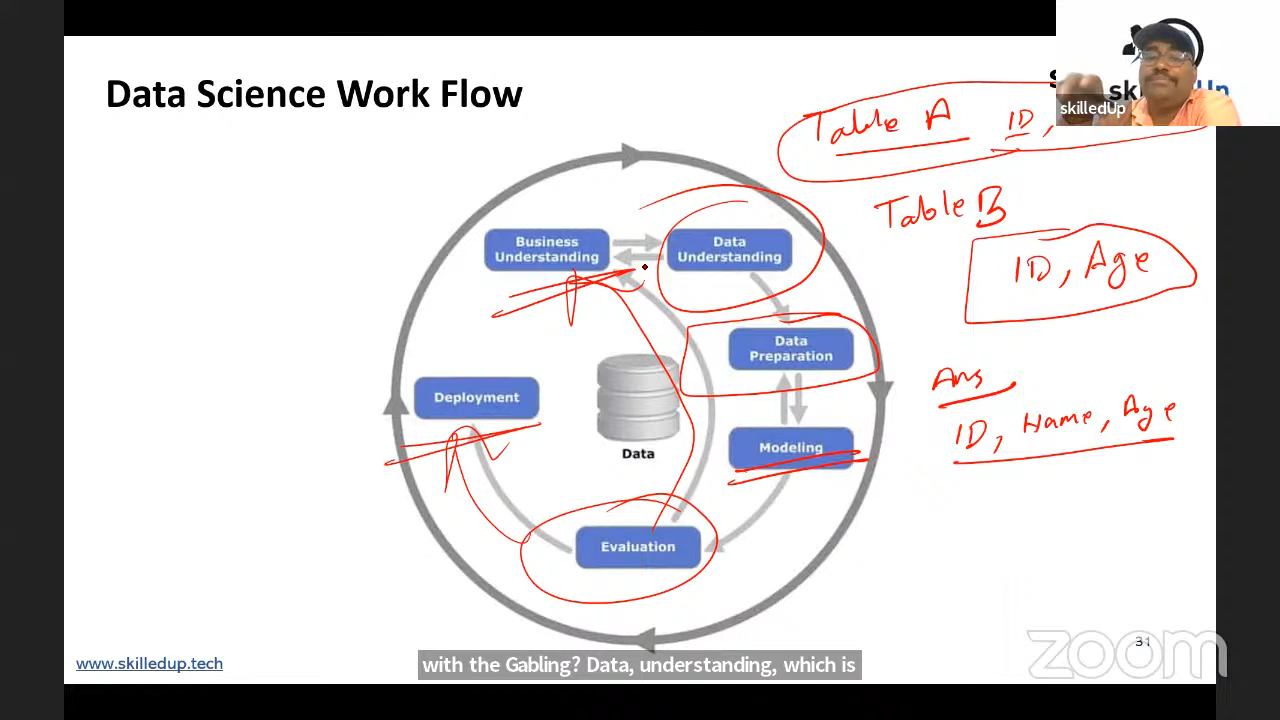 Data Science Work Flow
skilledUp
Table A ID,
Table B
ID, Age
Business
Understanding
Data
Understanding
Data
Preparation
Ans
ID, Name, Age
Deployment
Data
Modeling
Evaluation
www.skilledup.tech
31
zoom
with the Gabling? Data, understanding, which is